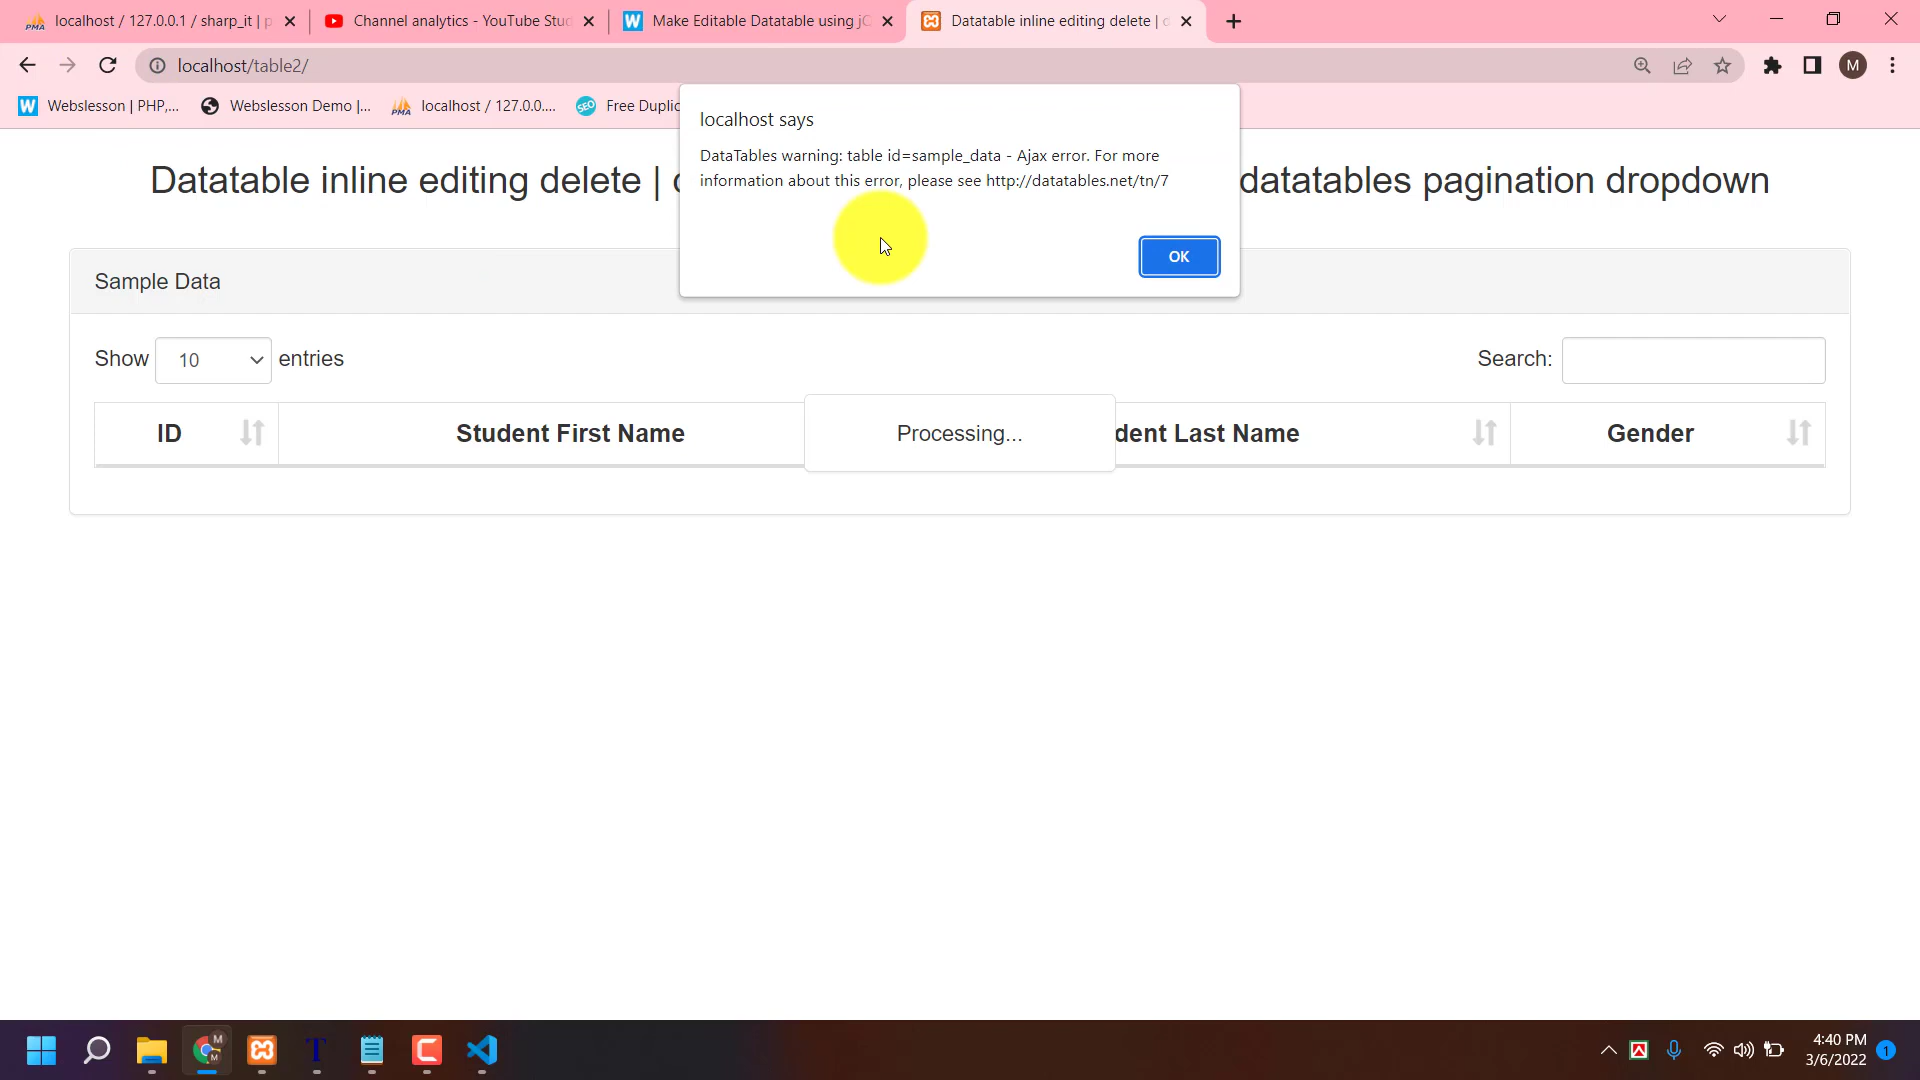 localhost / 127.0.0.1 / sharp_it | p
Channel analytics - YouTube Stud
Make Editable Datatable using jQ
Datatable inline editing delete | d
localhost/table2/
M
Webslesson | PHP,...
Webslesson Demo |...
localhost / 127.0.0....
Free Duplic
localhost says
DataTables warning: table id=sample_data - Ajax error. For more
information about this error, please see http://datatables.net/tn/7
OK
Datatable inline editing delete | datatables pagination dropdown
Sample Data
Show 10 entries
Search:
ID
Student First Name
Processing...
dent Last Name
Gender
4:40 PM
3/6/2022
1